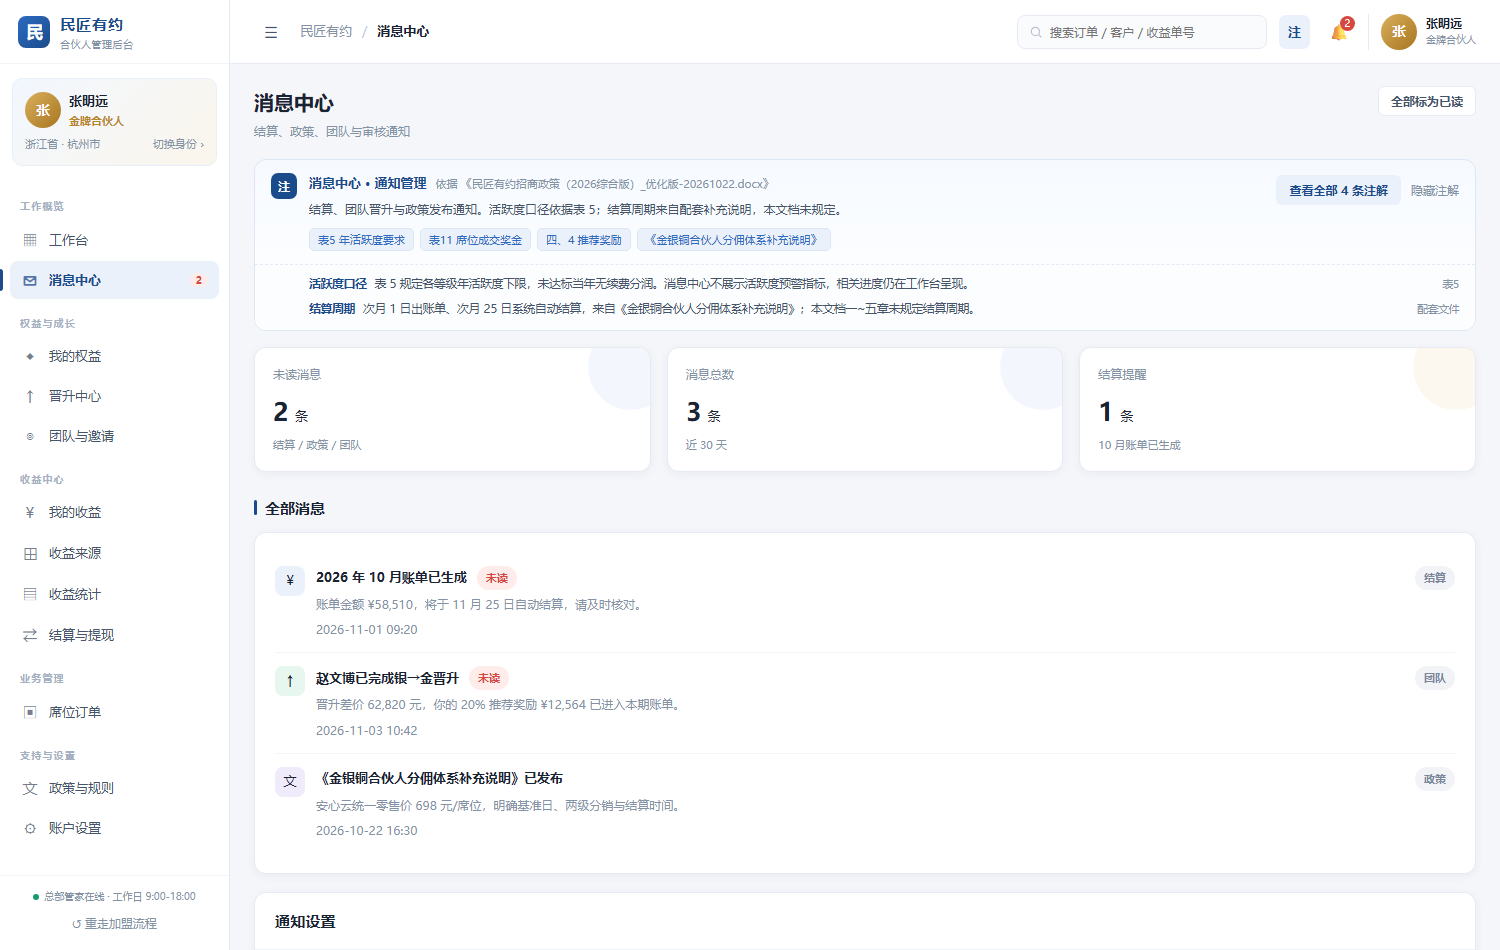 民
民匠有约
合伙人管理后台
张
张明远
金牌合伙人
浙江省 · 杭州市
切换身份 ›
工作概览
工作台
消息中心
2
权益与成长
我的权益
晋升中心
团队与邀请
收益中心
¥ 我的收益
收益来源
收益统计
结算与提现
业务管理
席位订单
支持与设置
文 政策与规则
账户设置
总部管家在线 · 工作日 9:00-18:00
↺ 重走加盟流程
☰ 民匠有约 / 消息中心
搜索订单 / 客户 / 收益单号
注
2
张
张明远
金牌合伙人
消息中心
结算、政策、团队与审核通知
全部标为已读
注
消息中心 · 通知管理 依据 《民匠有约招商政策（2026综合版）_优化版-20261022.docx》
结算、团队晋升与政策发布通知。活跃度口径依据表 5；结算周期来自配套补充说明，本文档未规定。
表5 年活跃度要求 表11 席位成交奖金 四、4 推荐奖励 《金银铜合伙人分佣体系补充说明》
查看全部 4 条注解 隐藏注解
活跃度口径 表 5 规定各等级年活跃度下限，未达标当年无续费分润。消息中心不展示活跃度预警指标，相关进度仍在工作台呈现。 表5
结算周期 次月 1 日出账单、次月 25 日系统自动结算，来自《金银铜合伙人分佣体系补充说明》；本文档一~五章未规定结算周期。 配套文件
未读消息
2 条
结算 / 政策 / 团队
消息总数
3 条
近 30 天
结算提醒
1 条
10 月账单已生成
全部消息
¥ 2026 年 10 月账单已生成 未读 结算
账单金额 ¥58,510，将于 11 月 25 日自动结算，请及时核对。
2026-11-01 09:20
↑ 赵文博已完成银→金晋升 未读 团队
晋升差价 62,820 元，你的 20% 推荐奖励 ¥12,564 已进入本期账单。
2026-11-03 10:42
文 《金银铜合伙人分佣体系补充说明》已发布 政策
安心云统一零售价 698 元/席位，明确基准日、两级分销与结算时间。
2026-10-22 16:30
通知设置